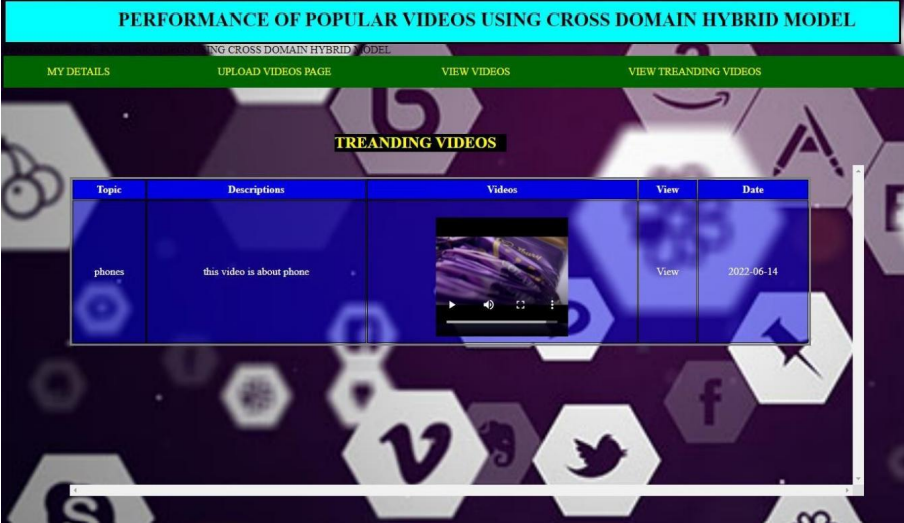 PERFORMANCE OF POPULAR VIDEOS USING CROSS DOMAIN HYBRID MODEL
USING CROSS DOMAIN HYBRID MODEL
MY DETAILS UPLOAD VIDEOS PAGE VIEW VIDEOS VIEW TREANDING VIDEOS
TREANDING VIDEOS
Topic Descriptions Videos View Date
phones this video is about phone View 2022-06-14